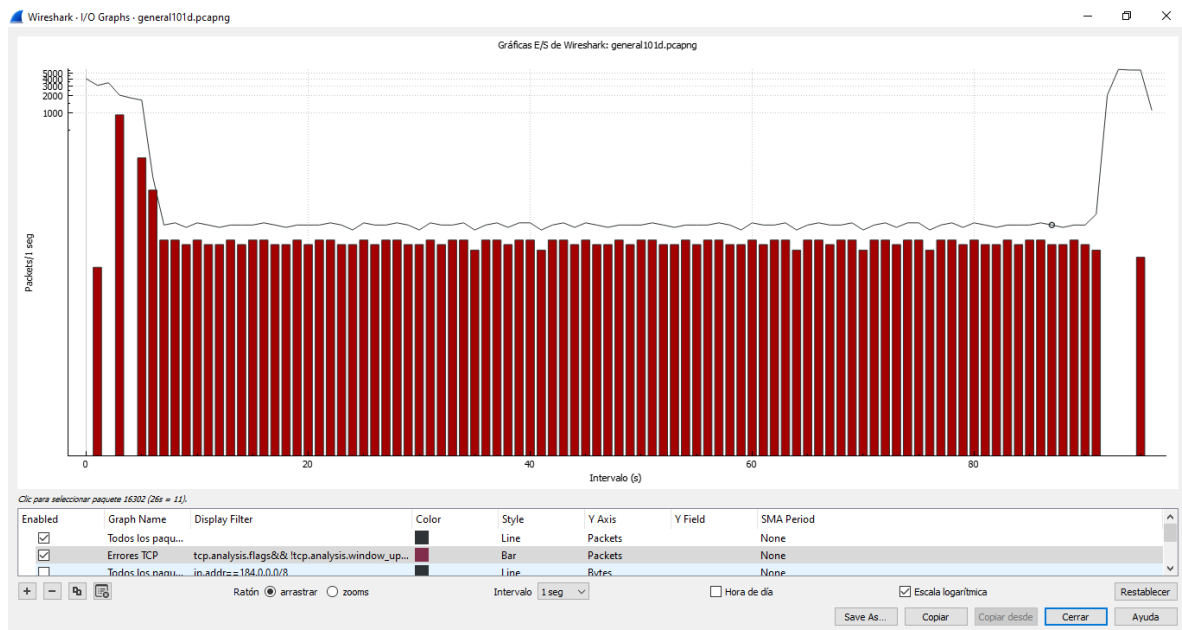 Wireshark · I/O Graphs · general101d.pcapng
Gráficas E/S de Wireshark: general101d.pcapng
5000
4000
3000
2000
1000
Packets/1 seg
0 20 40 60 80
Intervalo (s)
Clic para seleccionar paquete 16302 (26s = 11).
Enabled Graph Name Display Filter Color Style Y Axis Y Field SMA Period
Todos los paqu... Line Packets None
Errores TCP tcp.analysis.flags&& !tcp.analysis.window_up... Bar Packets None
Todos los paqu... ip.addr==184.0.0.0/8 Line Bytes None
+ − Ratón arrastrar zooms Intervalo 1 seg Hora de día Escala logarítmica Restablecer
Save As... Copiar Copiar desde Cerrar Ayuda